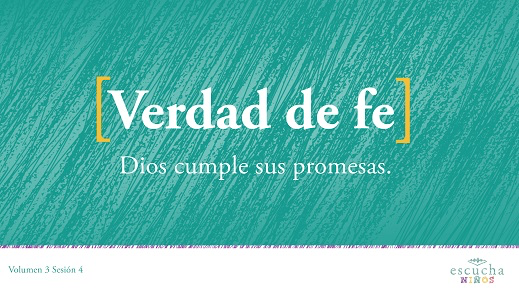 [Verdad de fe]
Dios cumple sus promesas.
Volumen 3 Sesión 4
escucha
NIÑOS